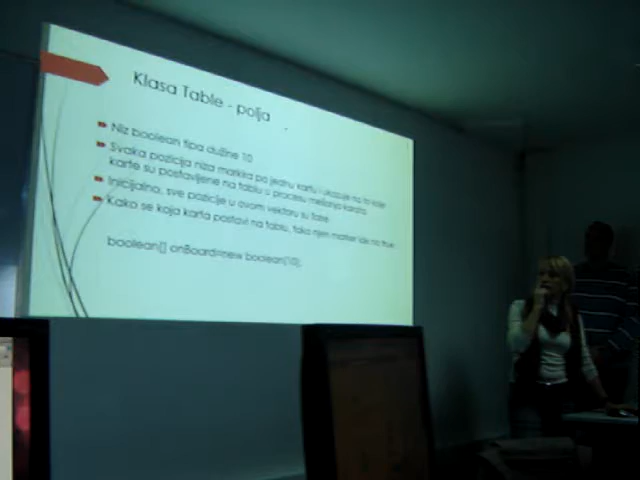 Klasa Table - polja
Niz boolean tipa dužine 10
Svaka pozicija niza markira po jednu kartu i ukazuje na to koje
karte su postavljene na tablu u procesu mešanja karata
Inicijalno, sve pozicije u ovom vektoru su false
Kako se koja karta postavi na tablu, tako njen marker ide na true
boolean[] onBoard=new boolean[10];